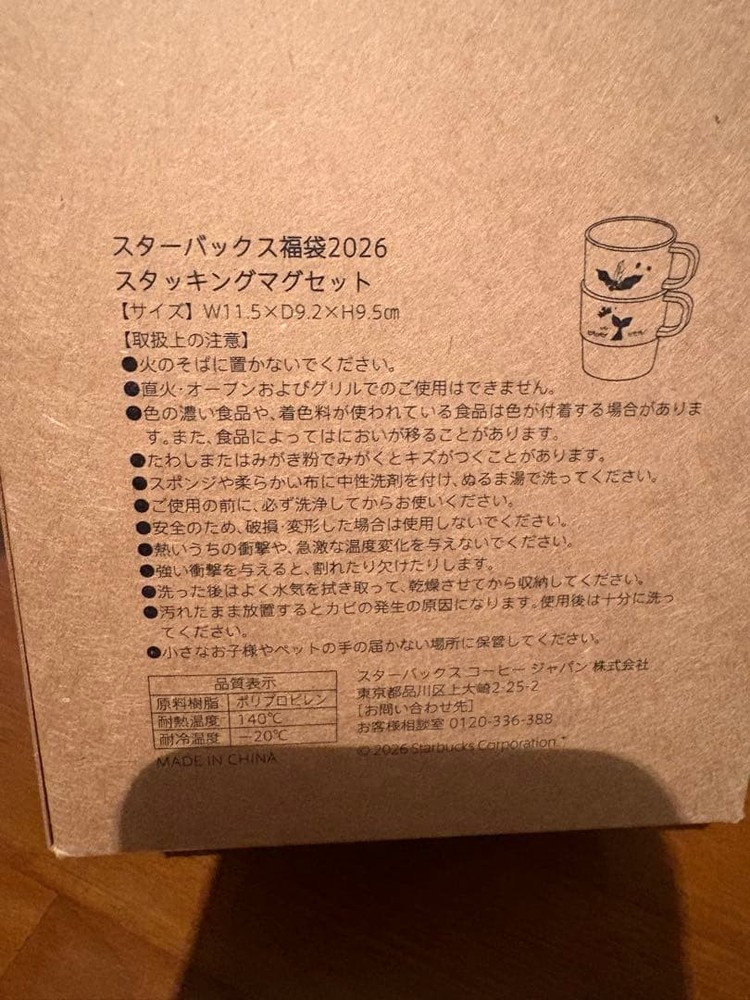 スターバックス福袋2026
スタッキングマグセット
【サイズ】W11.5×D9.2×H9.5㎝
【取扱上の注意】
●火のそばに置かないでください。
●直火・オーブンおよびグリルでのご使用はできません。
●色の濃い食品や、着色料が使われている食品は色が付着する場合がありま
す。また、食品によってはにおいが移ることがあります。
●たわしまたはみがき粉でみがくとキズがつくことがあります。
●スポンジや柔らかい布に中性洗剤を付け、ぬるま湯で洗ってください。
●ご使用の前に、必ず洗浄してからお使いください。
●安全のため、破損・変形した場合は使用しないでください。
●熱いうちの衝撃や、急激な温度変化を与えないでください。
●強い衝撃を与えると、割れたり欠けたりします。
●洗った後はよく水気を拭き取って、乾燥させてから収納してください。
●汚れたまま放置するとカビの発生の原因になります。使用後は十分に洗っ
てください。
●小さなお子様やペットの手の届かない場所に保管してください。
品質表示
原料樹脂 ポリプロピレン
耐熱温度 140℃
耐冷温度 −20℃
MADE IN CHINA
スターバックス コーヒー ジャパン 株式会社
東京都品川区上大崎2-25-2
[お問い合わせ先]
お客様相談室 0120-336-388
© 2026 Starbucks Corporation